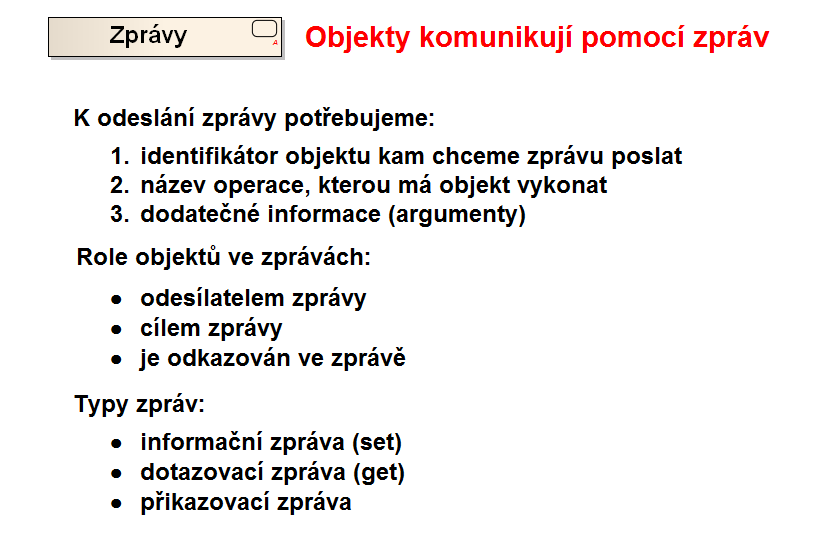 Zprávy
A
Objekty komunikují pomocí zpráv
K odeslání zprávy potřebujeme:
1. identifikátor objektu kam chceme zprávu poslat
2. název operace, kterou má objekt vykonat
3. dodatečné informace (argumenty)
Role objektů ve zprávách:
● odesílatelem zprávy
● cílem zprávy
● je odkazován ve zprávě
Typy zpráv:
● informační zpráva (set)
● dotazovací zpráva (get)
● přikazovací zpráva